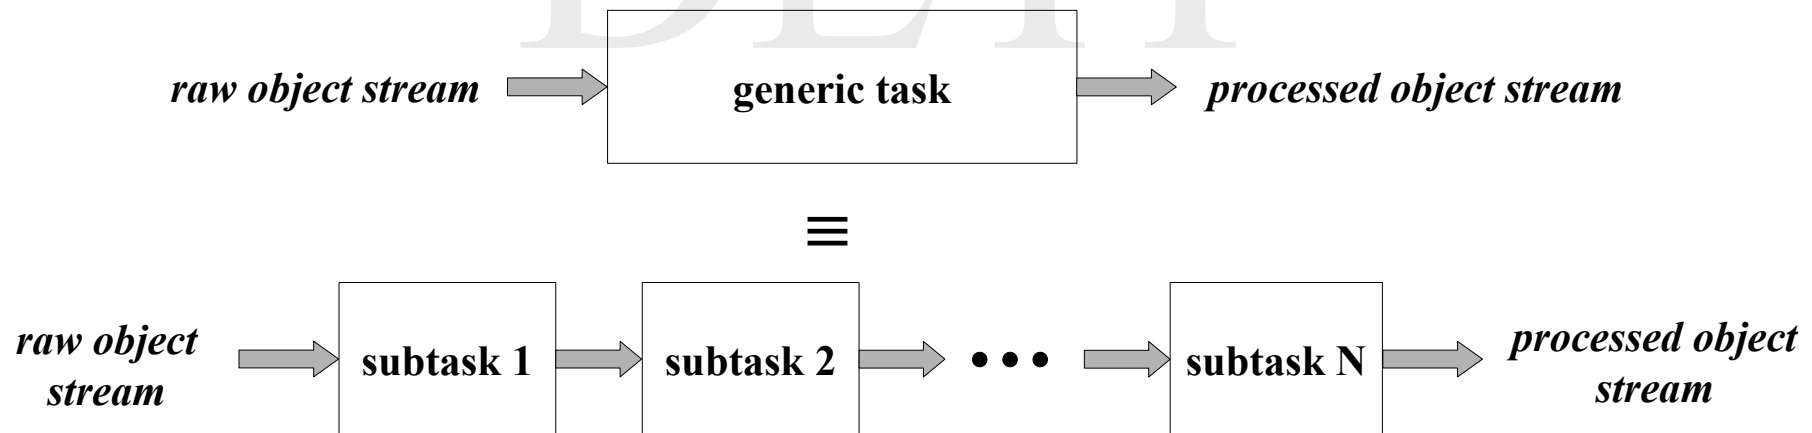 raw object stream
generic task
processed object stream
≡
raw object
stream
subtask 1
subtask 2
•••
subtask N
processed object
stream